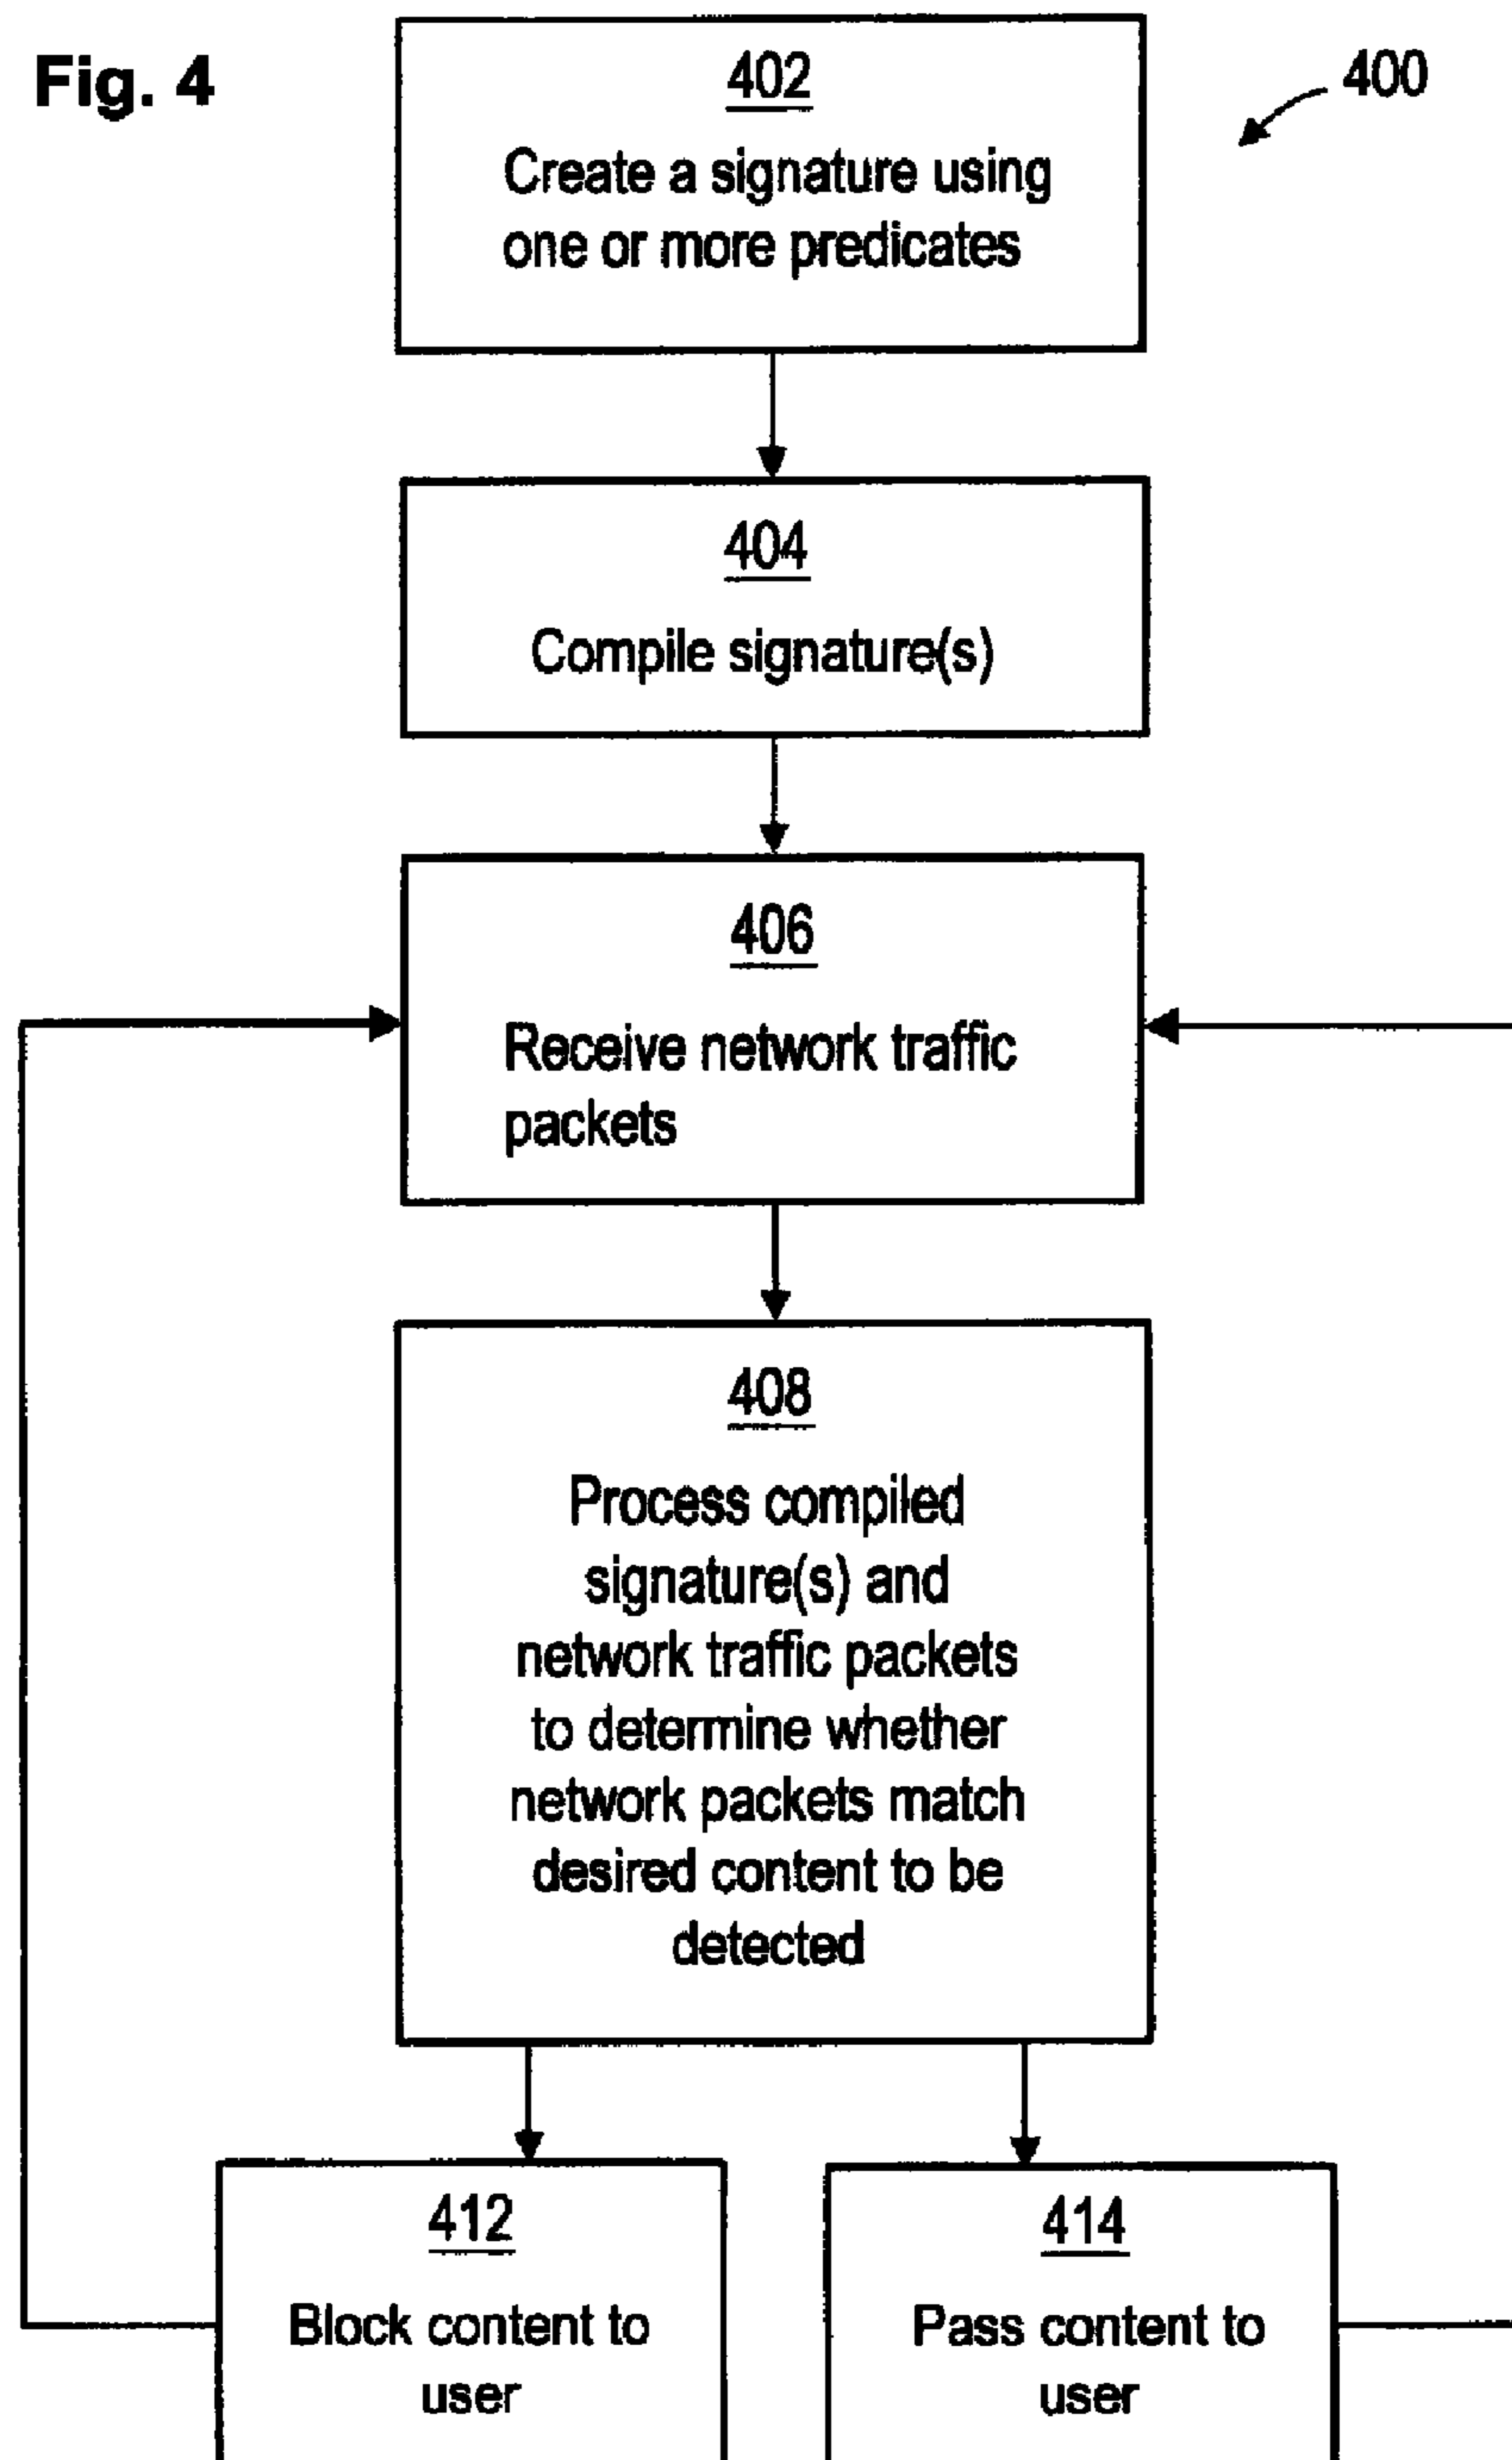 Fig. 4
400
402
Create a signature using
one or more predicates
404
Compile signature(s)
406
Receive network traffic
packets
408
Process compiled
signature(s) and
network traffic packets
to determine whether
network packets match
desired content to be
detected
412
Block content to
user
414
Pass content to
user